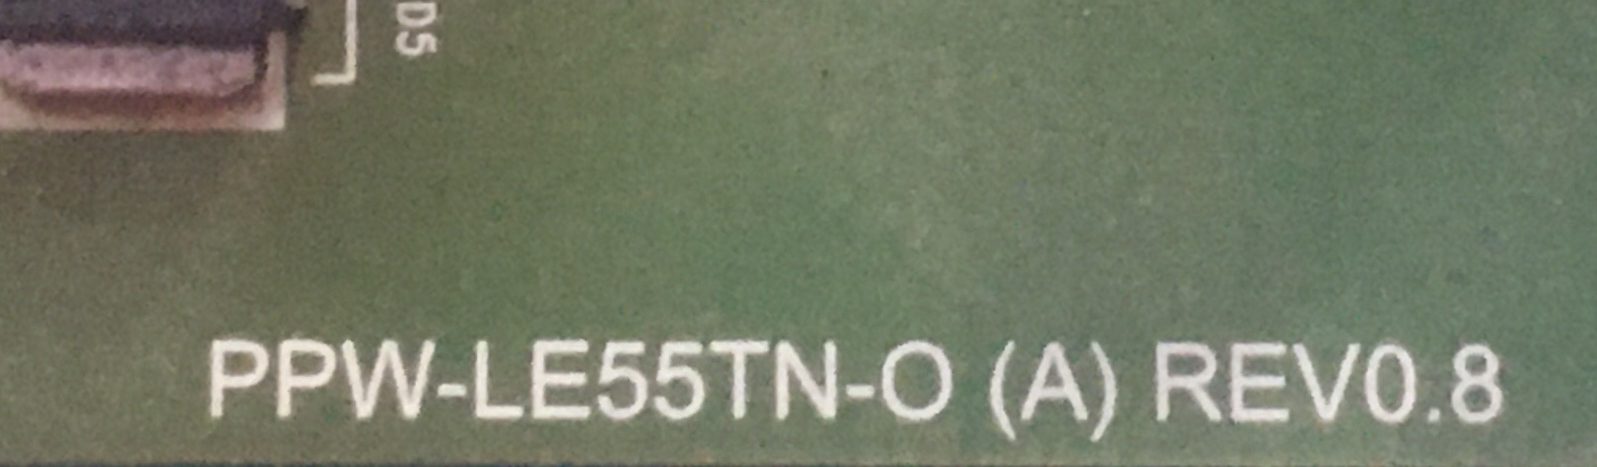 D5
PPW-LE55TN-O (A) REV0.8